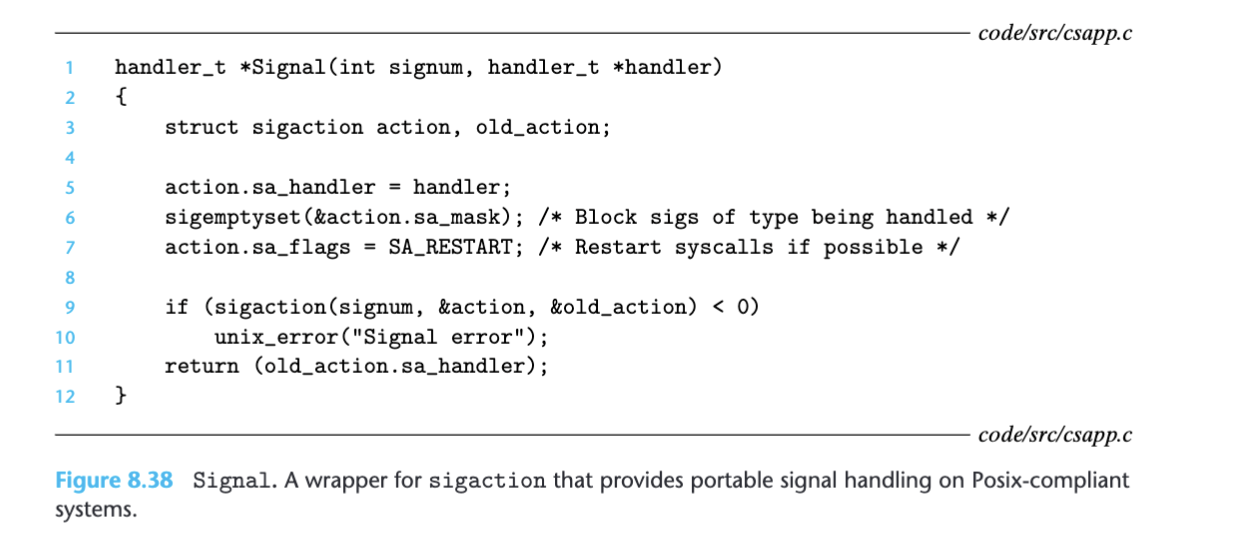 code/src/csapp.c
1 handler_t *Signal(int signum, handler_t *handler)
2 {
3 struct sigaction action, old_action;
4
5 action.sa_handler = handler;
6 sigemptyset(&action.sa_mask); /* Block sigs of type being handled */
7 action.sa_flags = SA_RESTART; /* Restart syscalls if possible */
8
9 if (sigaction(signum, &action, &old_action) < 0)
10 unix_error("Signal error");
11 return (old_action.sa_handler);
12 }
code/src/csapp.c
Figure 8.38 Signal. A wrapper for sigaction that provides portable signal handling on Posix-compliant
systems.